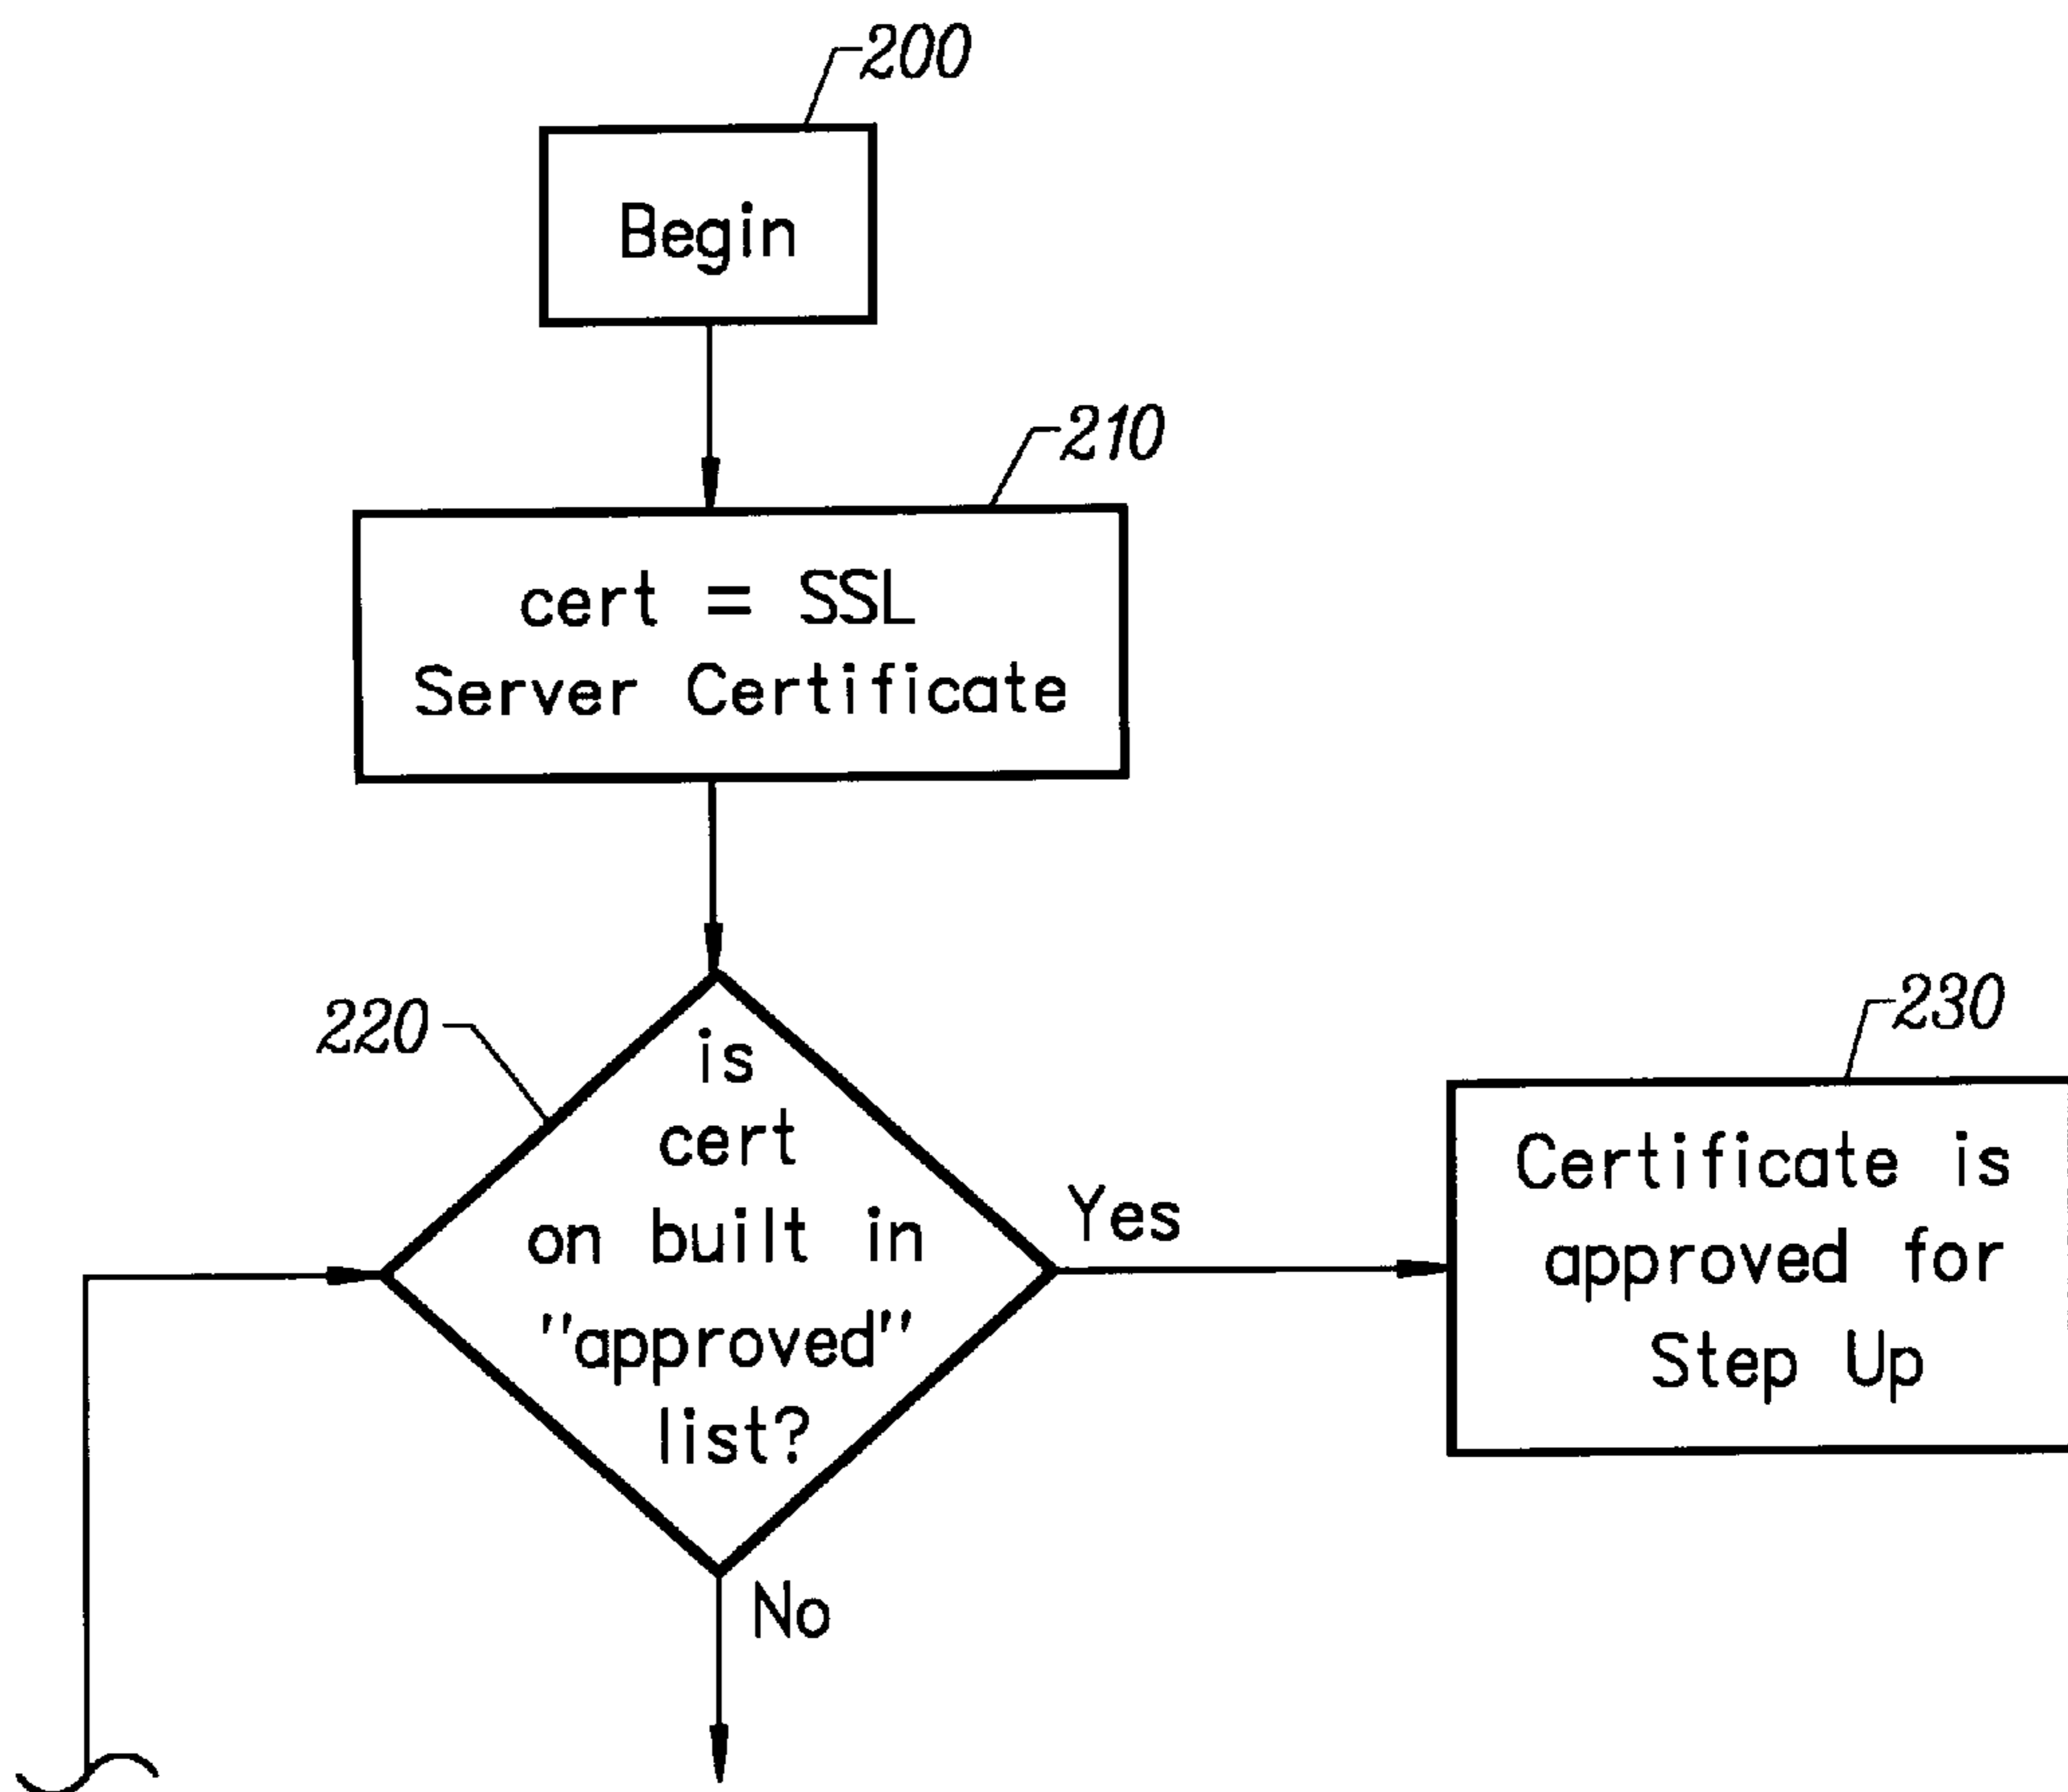 200
Begin
210
cert = SSL
Server Certificate
220
is
cert
on built in
"approved"
list?
Yes
230
Certificate is
approved for
Step Up
No